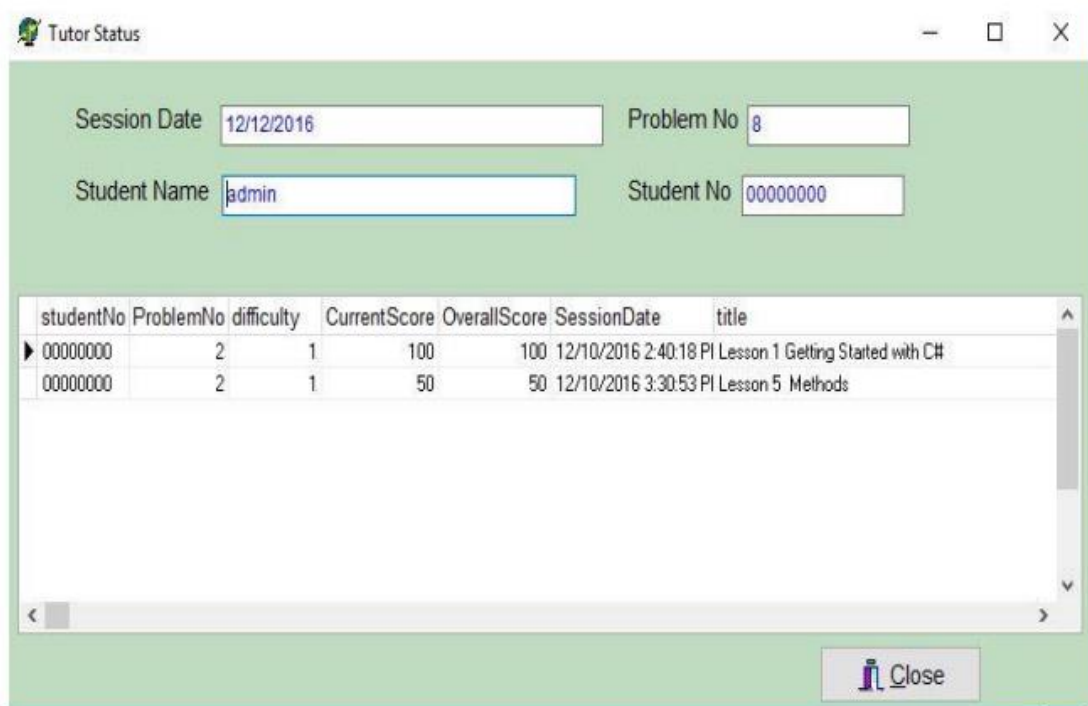 Tutor Status
Session Date 12/12/2016 Problem No 8
Student Name admin Student No 00000000
studentNo ProblemNo difficulty CurrentScore OverallScore SessionDate title
00000000 2 1 100 100 12/10/2016 2:40:18 PI Lesson 1 Getting Started with C#
00000000 2 1 50 50 12/10/2016 3:30:53 PI Lesson 5 Methods
Close